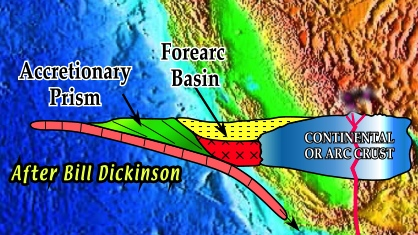 Forearc
Basin
Accretionary
Prism
CONTINENTAL
OR ARC CRUST
After Bill Dickinson